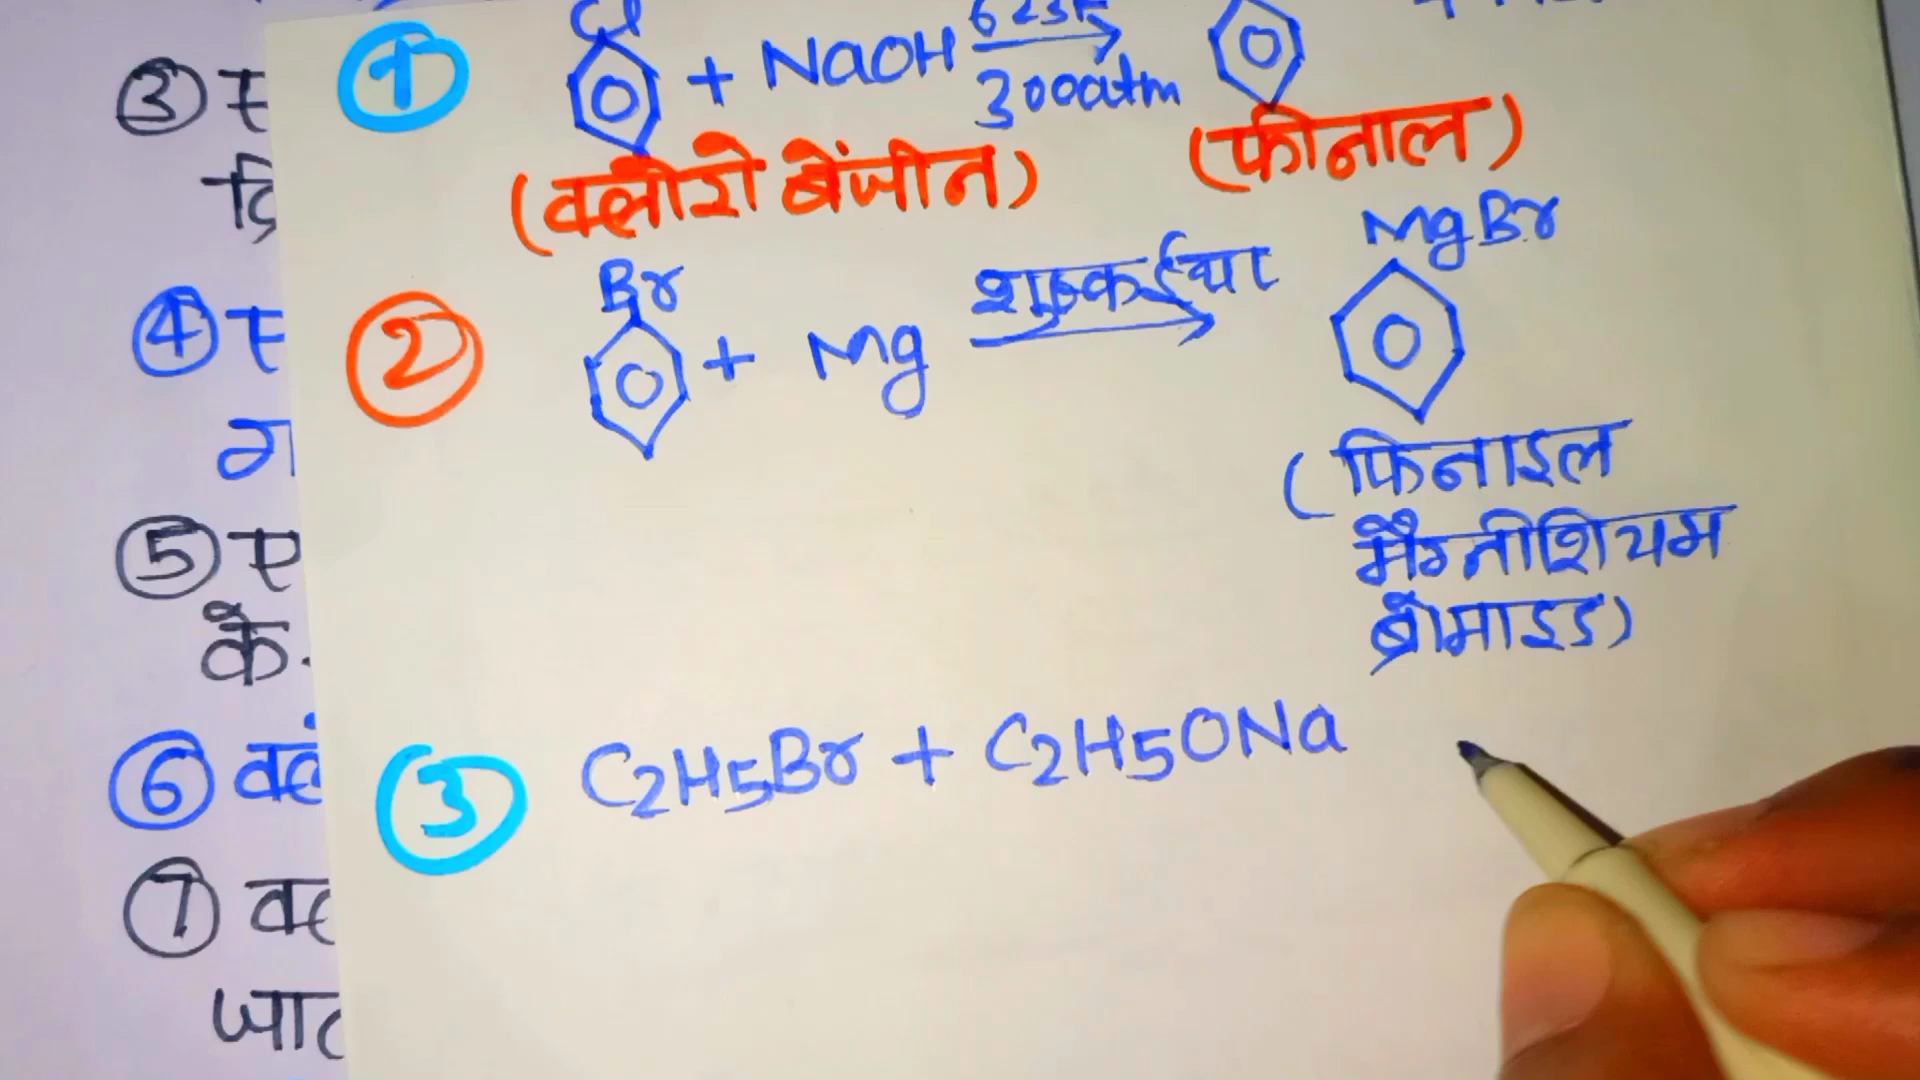 Cl
① + NaOH 623K
300atm
(क्लोरो बेंजीन) (फीनाल)
② Br + Mg शुष्क ईथर MgBr
(फिनाइल
मैग्नीशियम
ब्रोमाइड)
③ C2H5Br + C2H5ONa
③
④
⑤
के
⑥
⑦